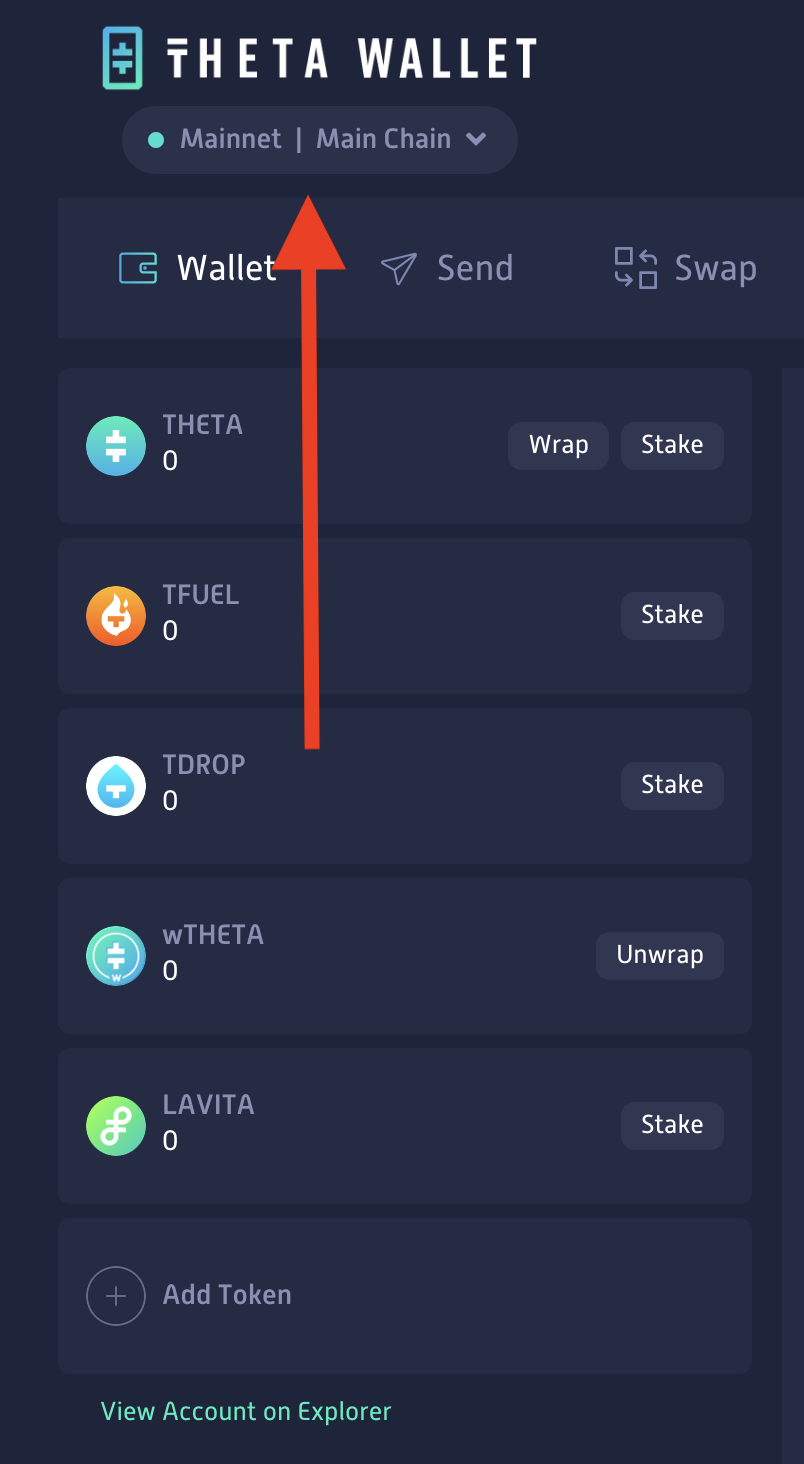 THETA WALLET
Mainnet | Main Chain
Wallet Send Swap
THETA
0
Wrap Stake
TFUEL
0
Stake
TDROP
0
Stake
wTHETA
0
Unwrap
LAVITA
0
Stake
Add Token
View Account on Explorer